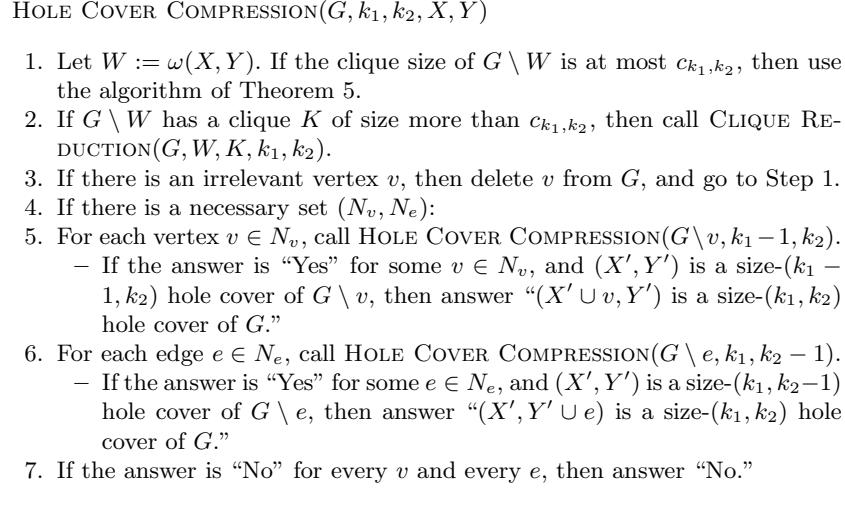 HOLE COVER COMPRESSION(G, k₁, k₂, X, Y)
1. Let W := ω(X, Y). If the clique size of G \ W is at most cₖ₁,ₖ₂, then use
the algorithm of Theorem 5.
2. If G \ W has a clique K of size more than cₖ₁,ₖ₂, then call CLIQUE RE-
DUCTION(G, W, K, k₁, k₂).
3. If there is an irrelevant vertex v, then delete v from G, and go to Step 1.
4. If there is a necessary set (Nᵥ, Nₑ):
5. For each vertex v ∈ Nᵥ, call HOLE COVER COMPRESSION(G\v, k₁−1, k₂).
– If the answer is “Yes” for some v ∈ Nᵥ, and (X′, Y′) is a size-(k₁ −
1, k₂) hole cover of G \ v, then answer “(X′ ∪ v, Y′) is a size-(k₁, k₂)
hole cover of G.”
6. For each edge e ∈ Nₑ, call HOLE COVER COMPRESSION(G \ e, k₁, k₂ − 1).
– If the answer is “Yes” for some e ∈ Nₑ, and (X′, Y′) is a size-(k₁, k₂−1)
hole cover of G \ e, then answer “(X′, Y′ ∪ e) is a size-(k₁, k₂) hole
cover of G.”
7. If the answer is “No” for every v and every e, then answer “No.”